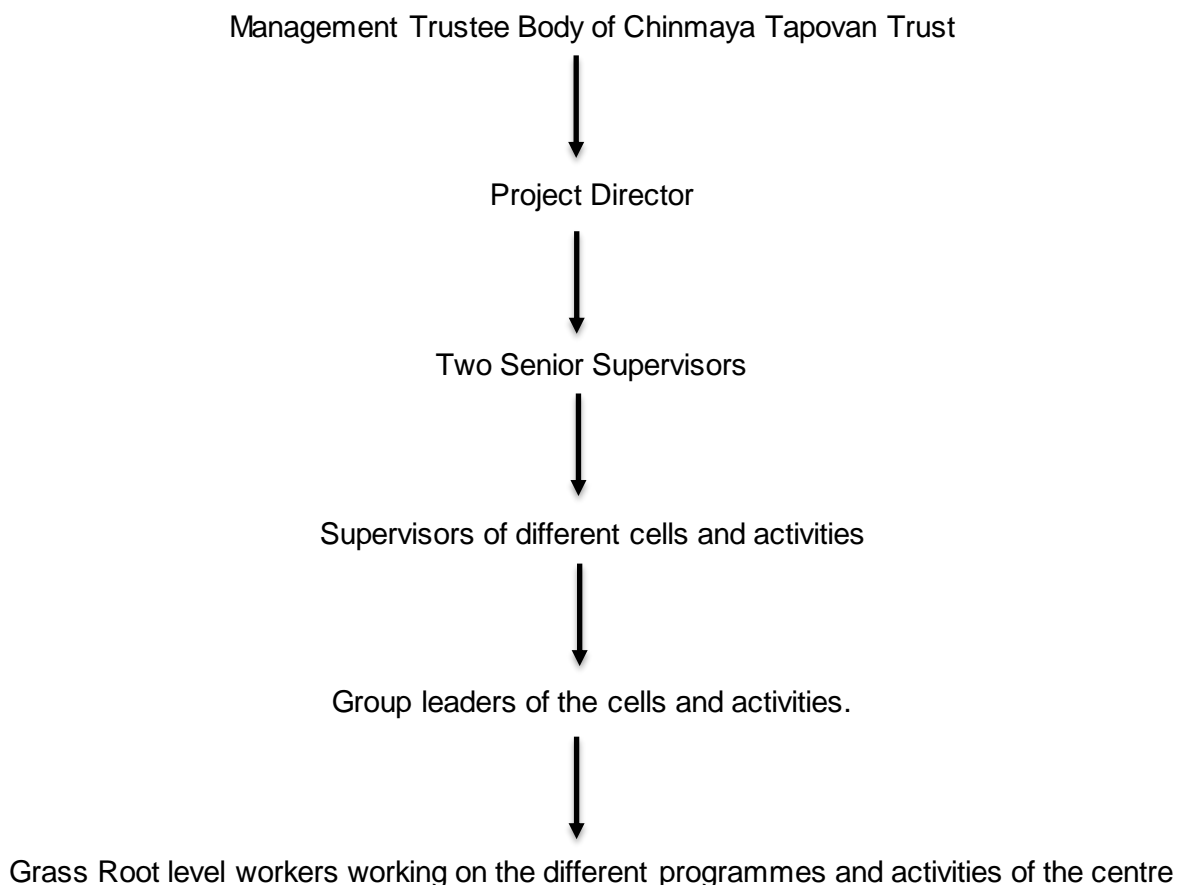 Management Trustee Body of Chinmaya Tapovan Trust
Project Director
Two Senior Supervisors
Supervisors of different cells and activities
Group leaders of the cells and activities.
Grass Root level workers working on the different programmes and activities of the centre